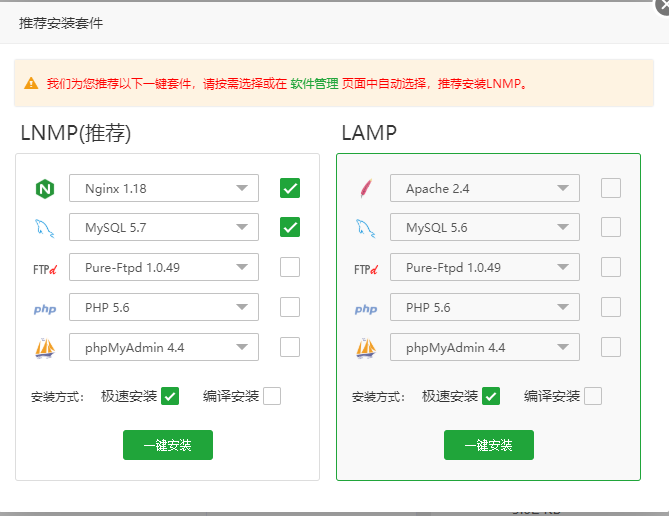 推荐安装套件
我们为您推荐以下一键套件，请按需选择或在 软件管理 页面中自动选择，推荐安装LNMP。
LNMP(推荐)
Nginx 1.18
MySQL 5.7
FTPd Pure-Ftpd 1.0.49
php PHP 5.6
phpMyAdmin 4.4
安装方式： 极速安装 编译安装
一键安装
LAMP
Apache 2.4
MySQL 5.6
FTPd Pure-Ftpd 1.0.49
php PHP 5.6
phpMyAdmin 4.4
安装方式： 极速安装 编译安装
一键安装